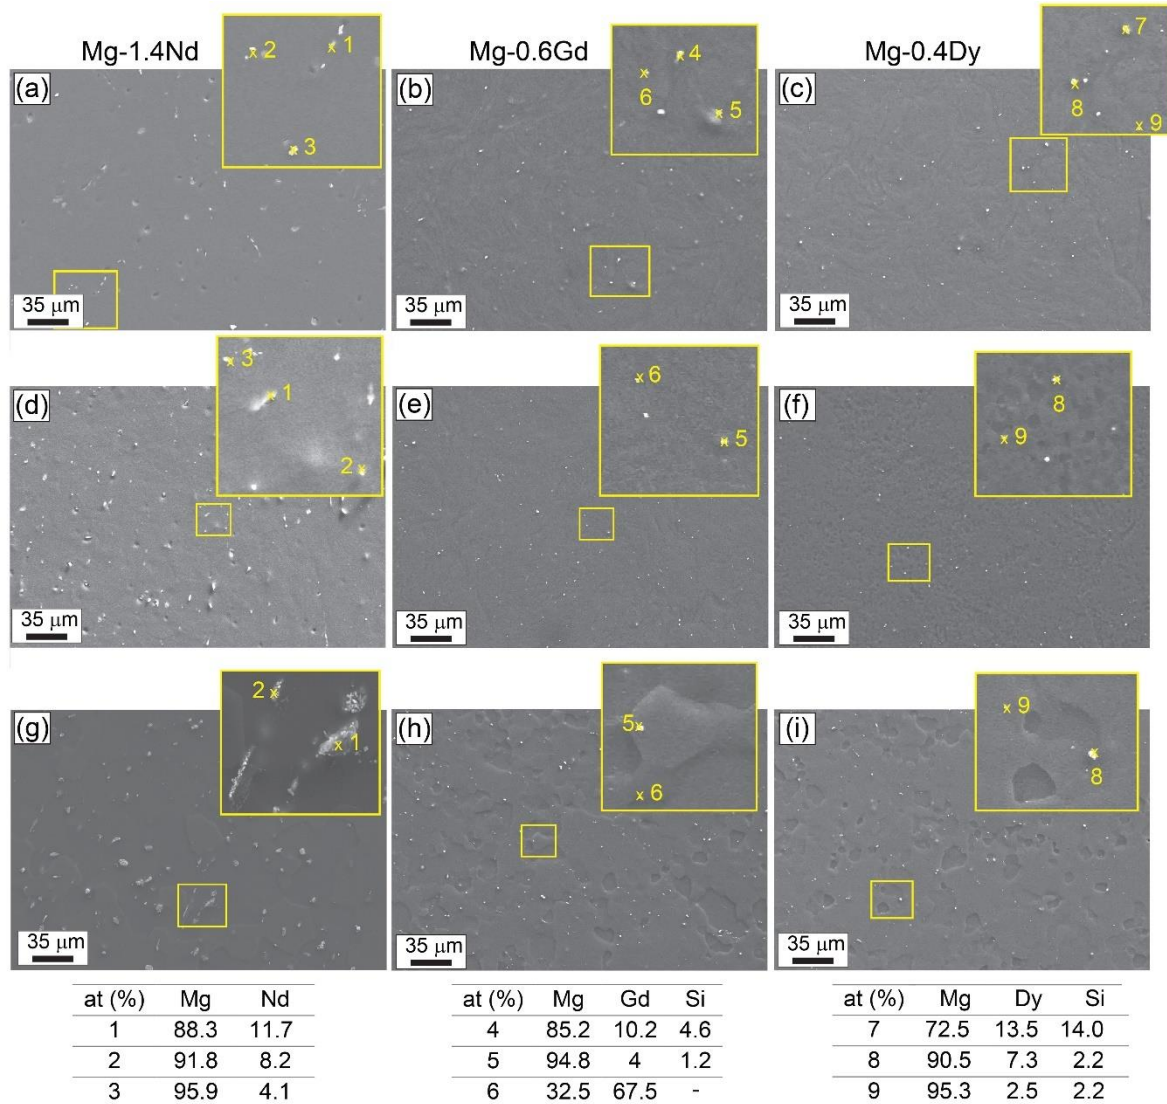 Mg-1.4Nd
Mg-0.6Gd
Mg-0.4Dy
(a)
2
1
3
35 μm
(b)
4
6
5
35 μm
(c)
7
8
9
35 μm
(d)
3
1
2
35 μm
(e)
6
5
35 μm
(f)
8
9
35 μm
(g)
2
1
35 μm
(h)
5
6
35 μm
(i)
9
8
35 μm
at (%) Mg Nd
1 88.3 11.7
2 91.8 8.2
3 95.9 4.1
at (%) Mg Gd Si
4 85.2 10.2 4.6
5 94.8 4 1.2
6 32.5 67.5 -
at (%) Mg Dy Si
7 72.5 13.5 14.0
8 90.5 7.3 2.2
9 95.3 2.5 2.2